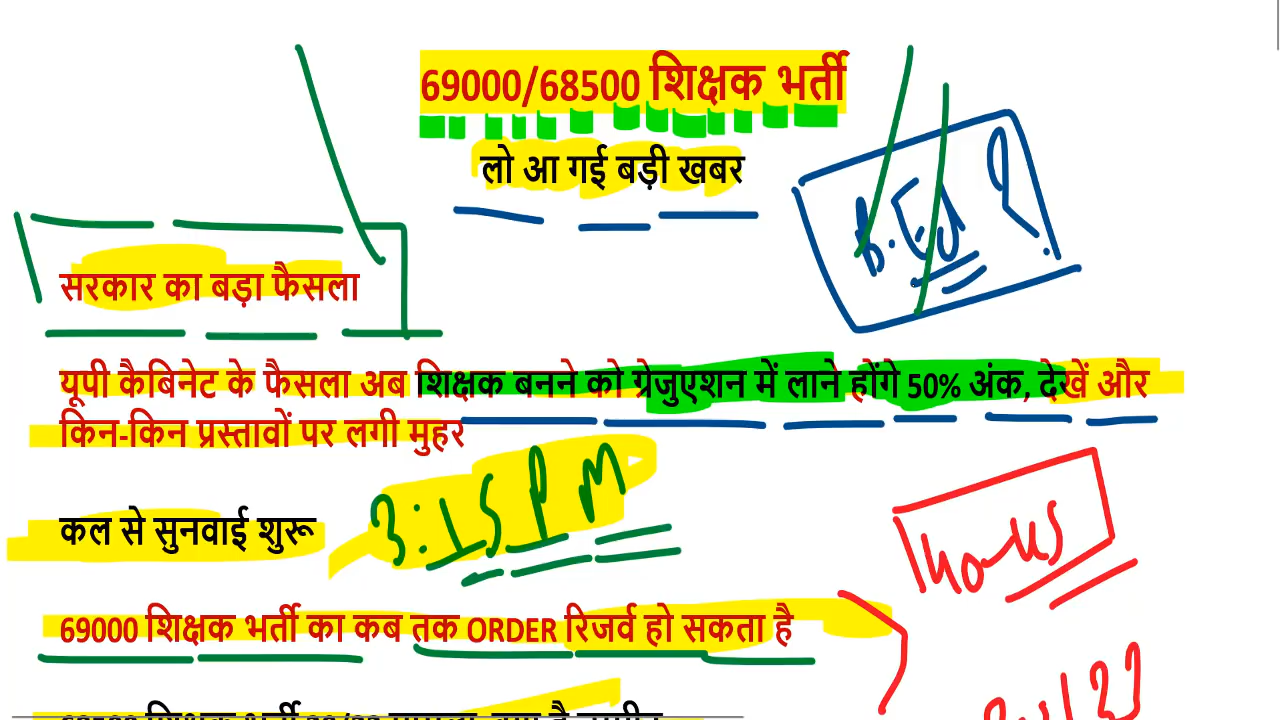 69000/68500 शिक्षक भर्ती
लो आ गई बड़ी खबर
B.Ed ?
सरकार का बड़ा फैसला
यूपी कैबिनेट के फैसला अब शिक्षक बनने को ग्रेजुएशन में लाने होंगे 50% अंक, देखें और
किन-किन प्रस्तावों पर लगी मुहर
3:15 PM
कल से सुनवाई शुरू
69000 शिक्षक भर्ती का कब तक ORDER रिजर्व हो सकता है